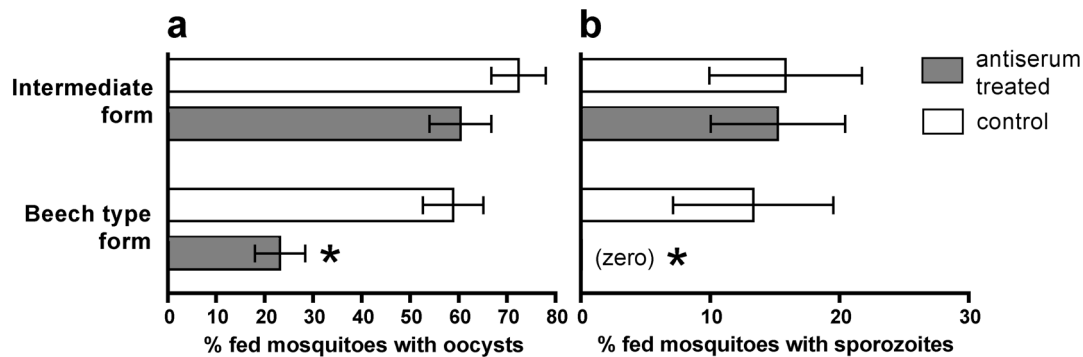 a
b
Intermediate
form
Beech type
form
antiserum
treated
control
*
(zero) *
0 10 20 30 40 50 60 70 80
0 10 20 30
% fed mosquitoes with oocysts
% fed mosquitoes with sporozoites